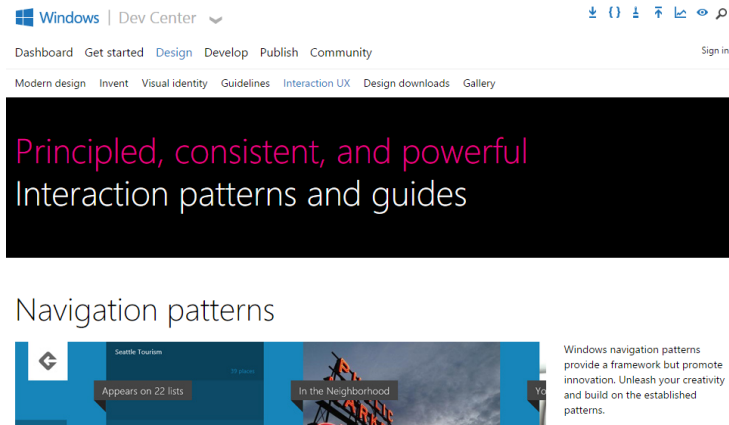 Windows | Dev Center
Dashboard Get started Design Develop Publish Community
Sign in
Modern design Invent Visual identity Guidelines Interaction UX Design downloads Gallery
Principled, consistent, and powerful
Interaction patterns and guides
Navigation patterns
Seattle Tourism
39 places
Appears on 22 lists
In the Neighborhood
Yo
Windows navigation patterns
provide a framework but promote
innovation. Unleash your creativity
and build on the established
patterns.